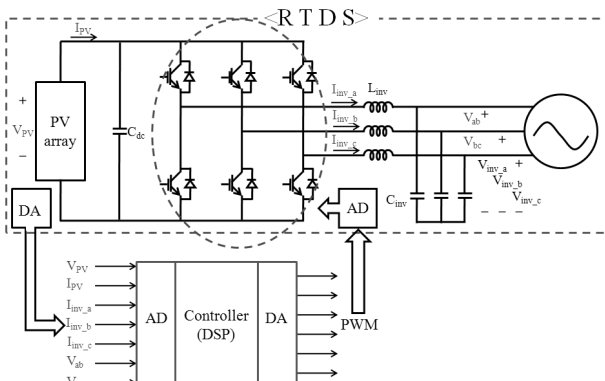 <RTDS>
I_PV
+
V_PV
−
PV
array
C_dc
I_inv_a
I_inv_b
I_inv_c
L_inv
V_ab +
V_bc +
V_inv_a +
V_inv_b
V_inv_c
− − −
C_inv
DA
AD
PWM
V_PV
I_PV
I_inv_a
I_inv_b
I_inv_c
V_ab
AD
Controller
(DSP)
DA